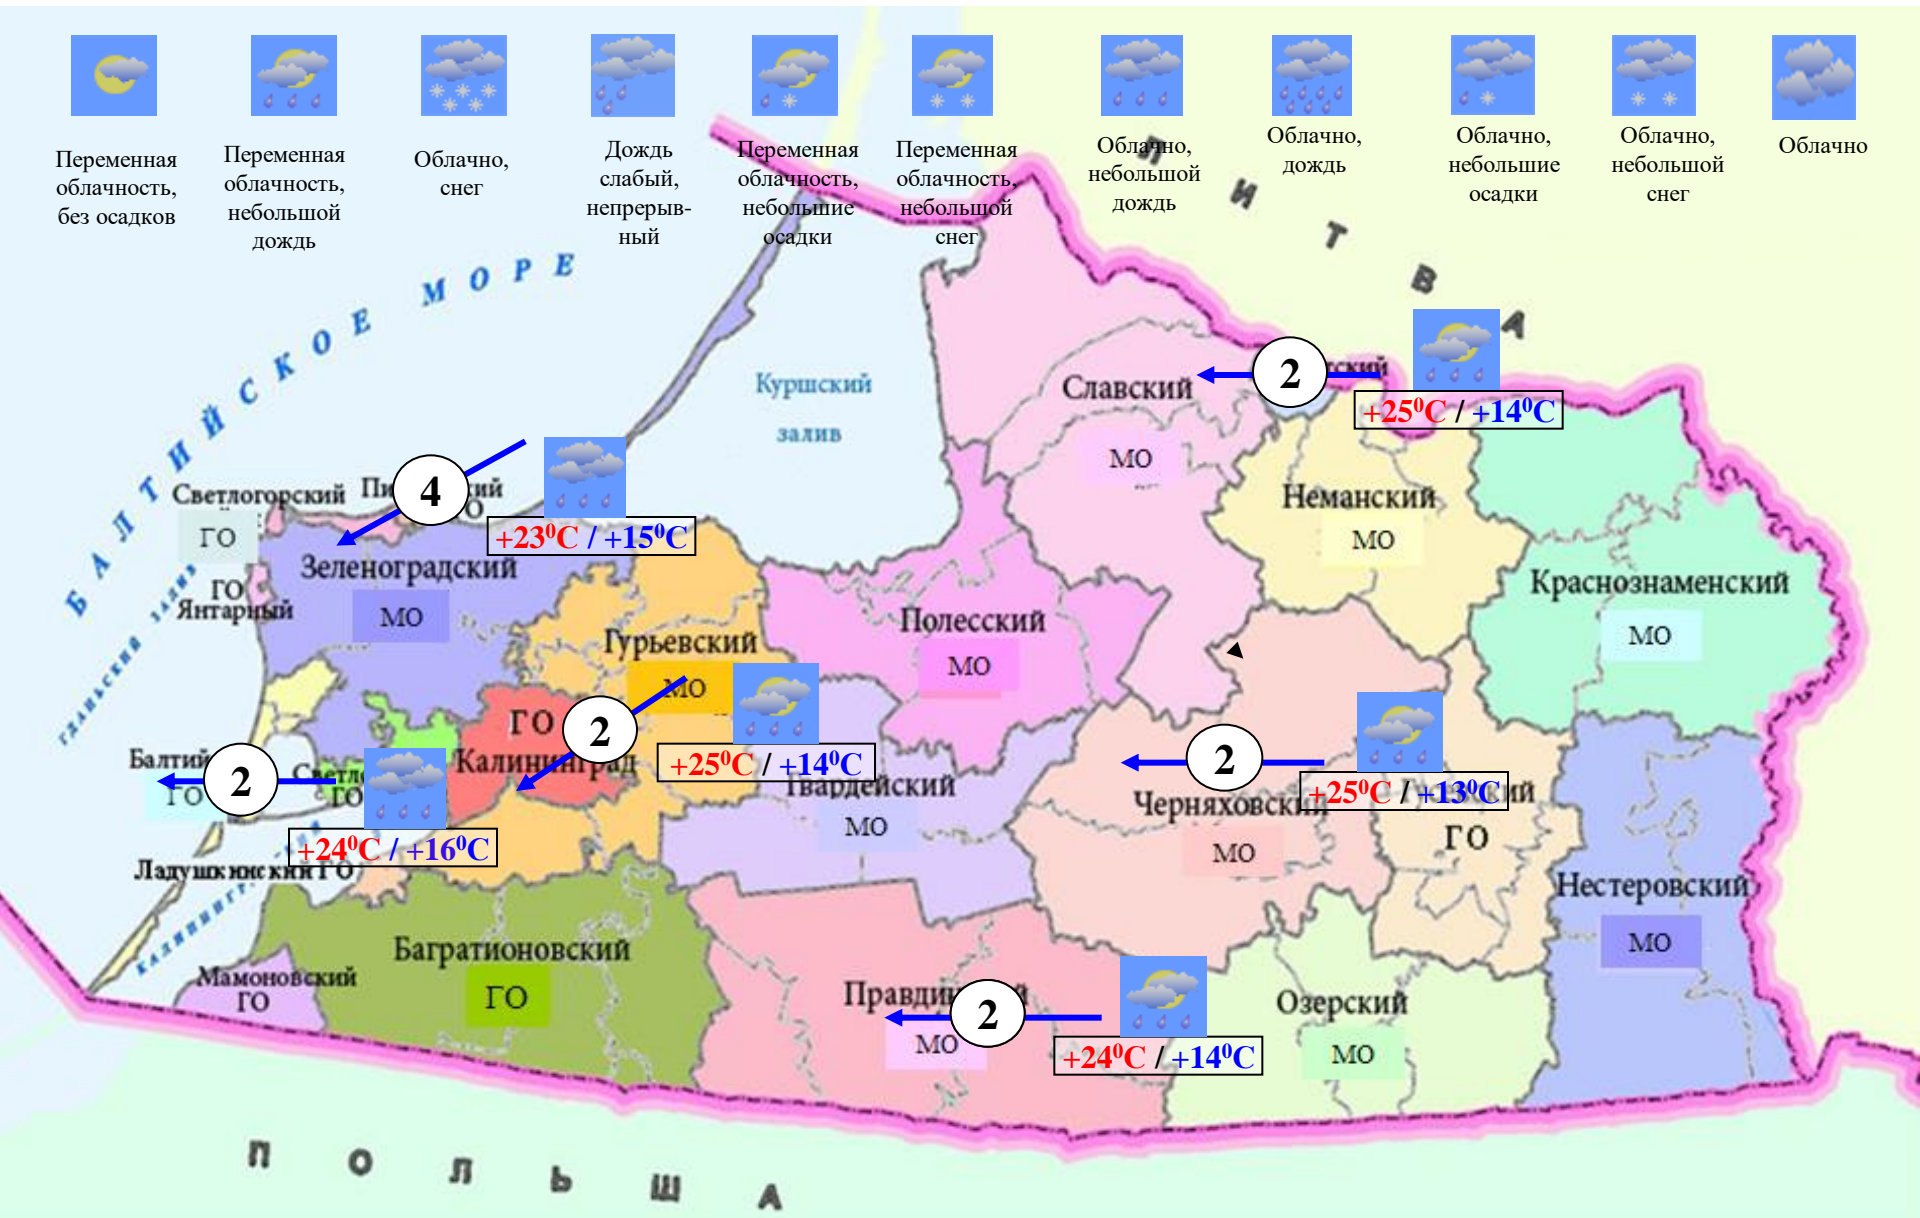 Переменная
облачность,
без осадков
Переменная
облачность,
небольшой
дождь
Облачно,
снег
Дождь
слабый,
непрерыв-
ный
Переменная
облачность,
небольшие
осадки
Переменная
облачность,
небольшой
снег
Облачно,
небольшой
дождь
Облачно,
дождь
Облачно,
небольшие
осадки
Облачно,
небольшой
снег
Облачно
ЛИТВА
БАЛТИЙСКОЕ МОРЕ
Куршский
залив
Славский
МО
2
+25⁰C / +14⁰C
4
+23⁰C / +15⁰C
Светлогорский
ГО
Зеленоградский
МО
ГО
Янтарный
Неманский
МО
Краснознаменский
МО
Полесский
МО
Гурьевский
МО
ГО
Калининград
2
+25⁰C / +14⁰C
Гвардейский
МО
2
+25⁰C / +13⁰C
Черняховский
МО
ГО
2
ГО
ГО
+24⁰C / +16⁰C
Ладушкинский ГО
Нестеровский
МО
Багратионовский
ГО
Мамоновский
ГО
2
МО
+24⁰C / +14⁰C
Озерский
МО
ПОЛЬША